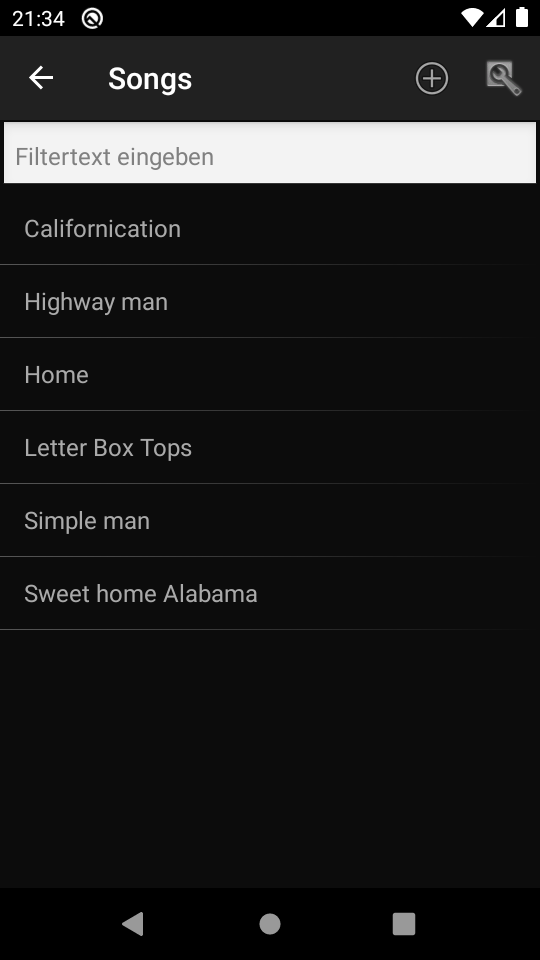 21:34
Songs
Filtertext eingeben
Californication
Highway man
Home
Letter Box Tops
Simple man
Sweet home Alabama